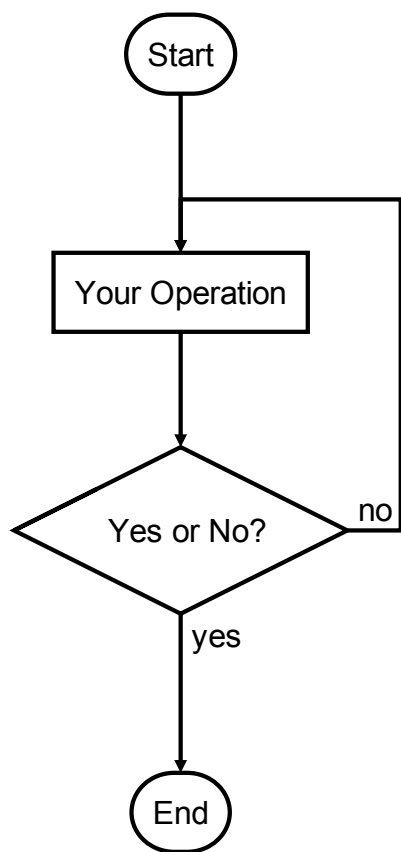 Start
Your Operation
Yes or No?
no
yes
End